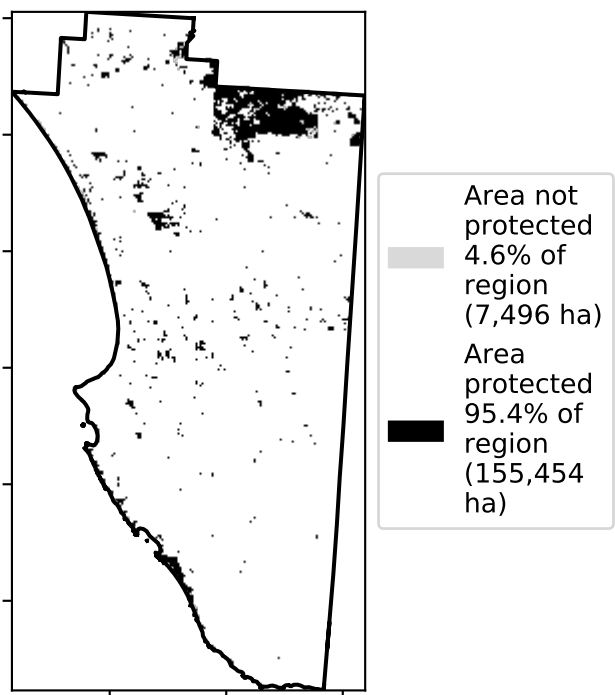 Area not
protected
4.6% of
region
(7,496 ha)
Area
protected
95.4% of
region
(155,454
ha)